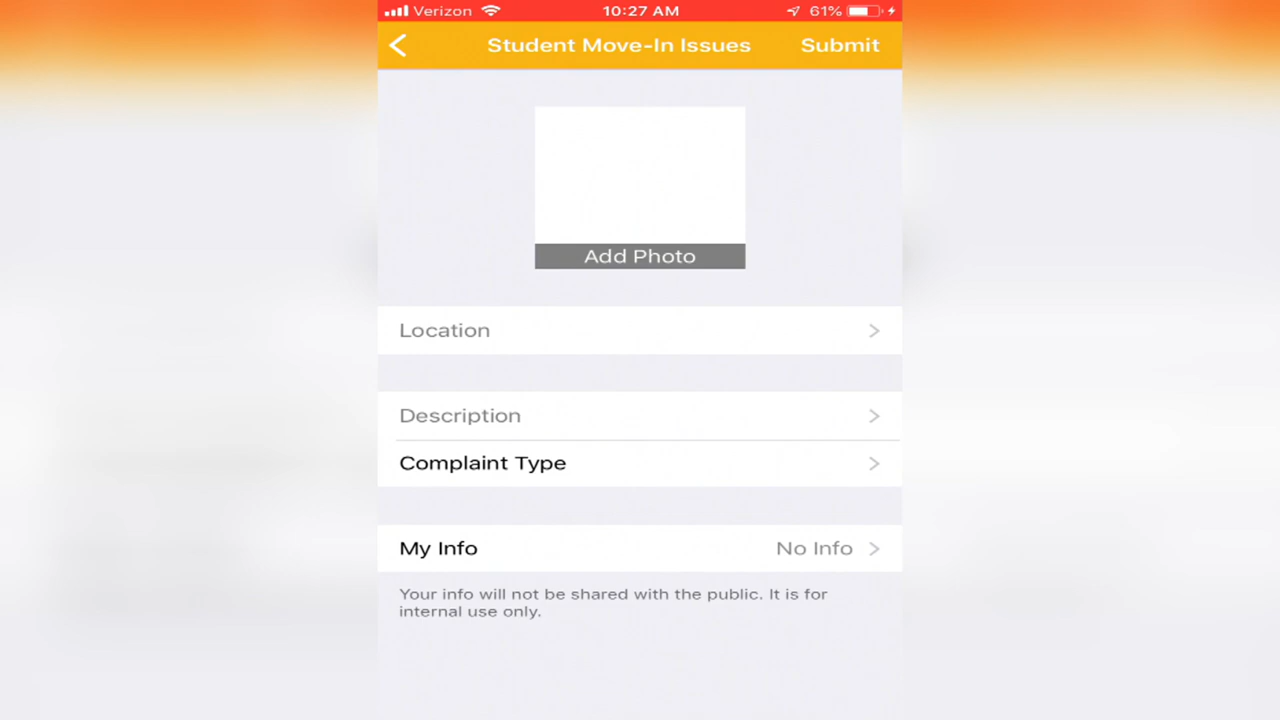 Verizon 10:27 AM 61%
Student Move-In Issues Submit
Add Photo
Location
Description
Complaint Type
My Info No Info
Your info will not be shared with the public. It is for
internal use only.